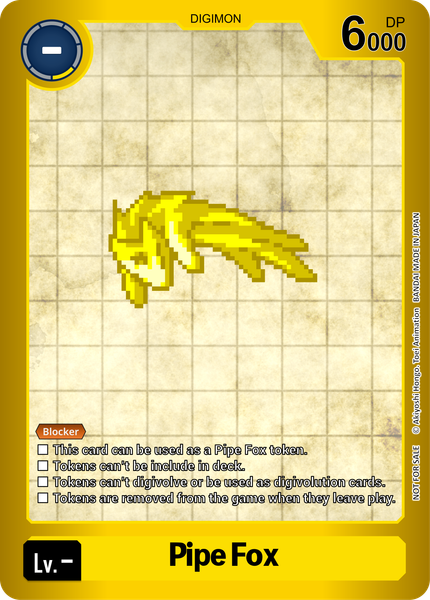 DIGIMON
-
DP
6000
Blocker
☐ This card can be used as a Pipe Fox token.
☐ Tokens can't be include in deck.
☐ Tokens can't digivolve or be used as digivolution cards.
☐ Tokens are removed from the game when they leave play.
NOT FOR SALE © Akiyoshi Hongo, Toei Animation BANDAI MADE IN JAPAN
Lv.-
Pipe Fox